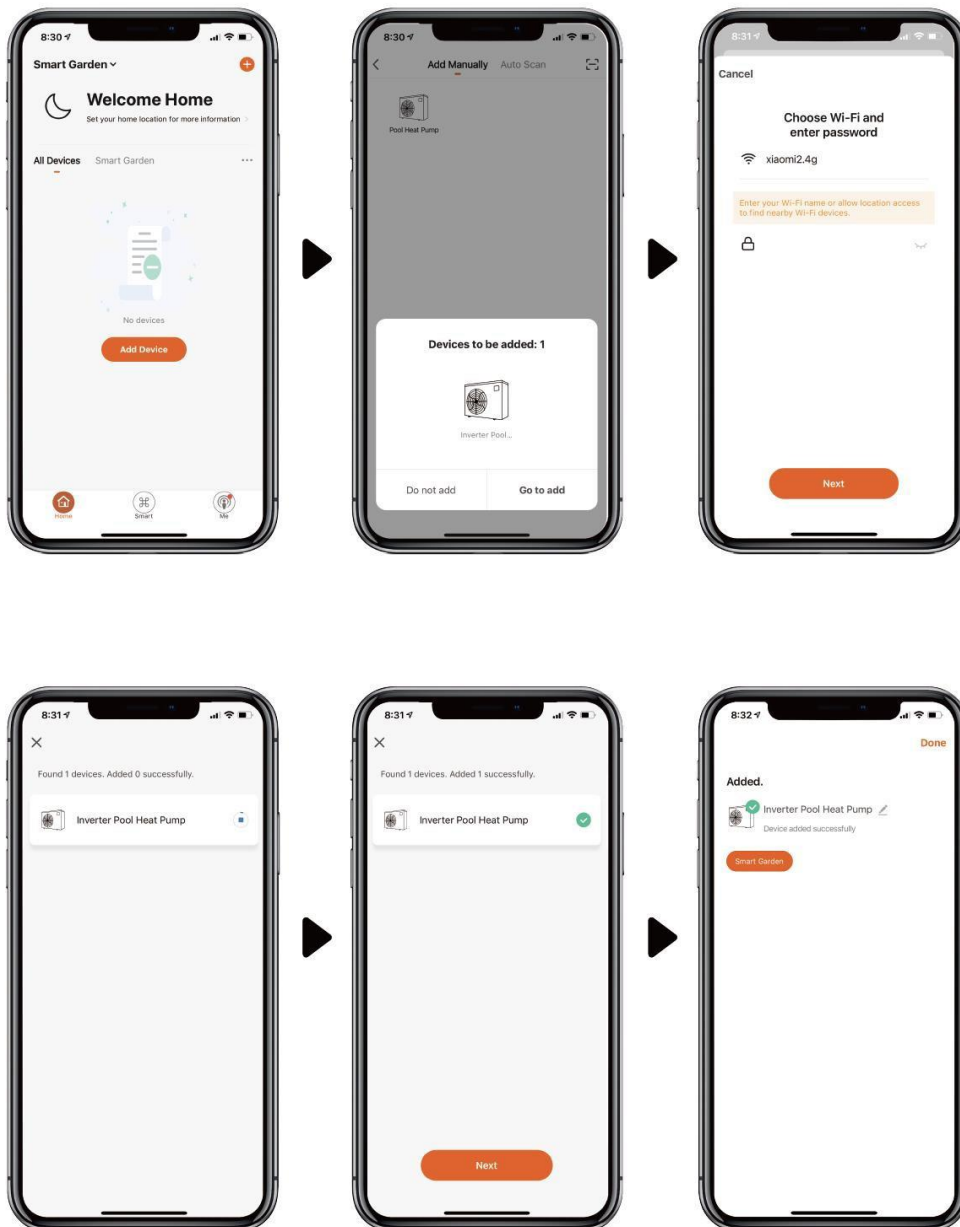 8:30
Smart Garden
Welcome Home
Set your home location for more information
All Devices Smart Garden
No devices
Add Device
Home Smart Me
8:30
Add Manually Auto Scan
Pool Heat Pump
Devices to be added: 1
Inverter Pool...
Do not add Go to add
8:31
Cancel
Choose Wi-Fi and
enter password
xiaomi2.4g
Enter your Wi-Fi name or allow location access
to find nearby Wi-Fi devices.
Next
8:31
Found 1 devices. Added 0 successfully.
Inverter Pool Heat Pump
8:31
Found 1 devices. Added 1 successfully.
Inverter Pool Heat Pump
Next
8:32
Done
Added.
Inverter Pool Heat Pump
Device added successfully
Smart Garden